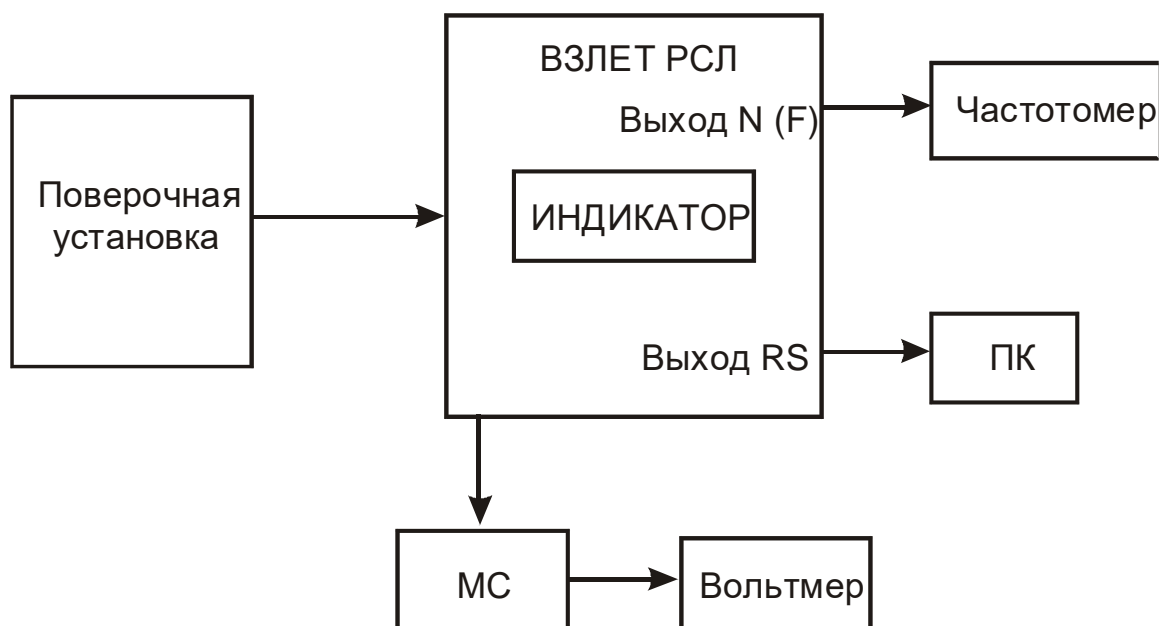 ВЗЛЕТ РСЛ
Выход N (F)
Частотомер
Поверочная
установка
ИНДИКАТОР
Выход RS
ПК
МС
Вольтмер